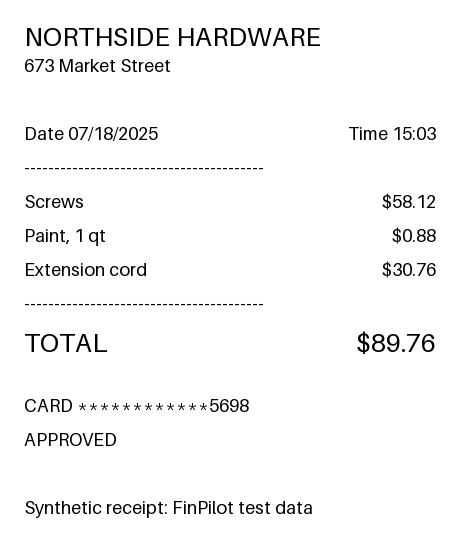 NORTHSIDE HARDWARE
673 Market Street
Date 07/18/2025 Time 15:03
----------------------------------------
Screws $58.12
Paint, 1 qt $0.88
Extension cord $30.76
----------------------------------------
TOTAL $89.76
CARD ************5698
APPROVED
Synthetic receipt: FinPilot test data